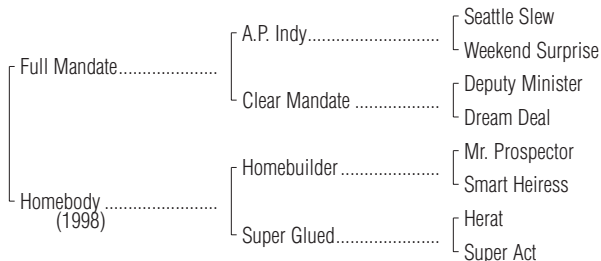 Seattle Slew
A.P. Indy........................
Weekend Surprise
Full Mandate..................
Deputy Minister
Clear Mandate ................
Dream Deal
Mr. Prospector
Homebuilder ..................
Smart Heiress
Homebody .....................
(1998)
Herat
Super Glued...................
Super Act